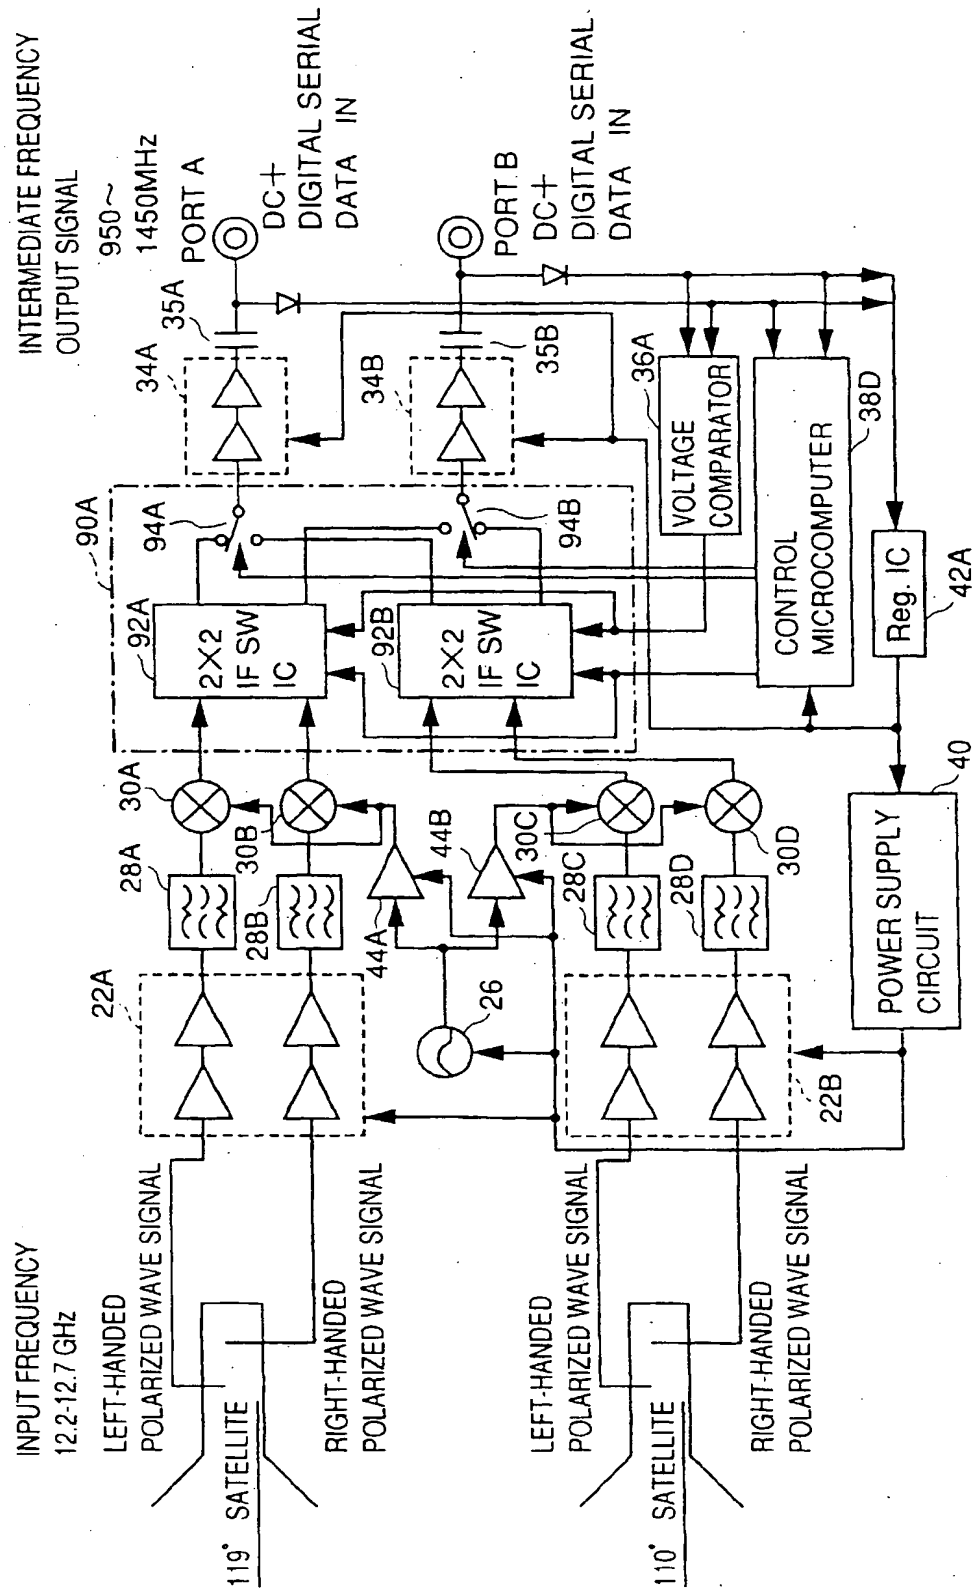 INPUT FREQUENCY
12.2-12.7 GHz
LEFT-HANDED
POLARIZED WAVE SIGNAL
119° SATELLITE
RIGHT-HANDED
POLARIZED WAVE SIGNAL
LEFT-HANDED
POLARIZED WAVE SIGNAL
110° SATELLITE
RIGHT-HANDED
POLARIZED WAVE SIGNAL
22A
22B
26
28A
28B
28C
28D
30A
30B
30C
30D
44A
44B
90A
92A
2×2
IF SW
IC
92B
2×2
IF SW
IC
94A
94B
34A
34B
35A
35B
INTERMEDIATE FREQUENCY
OUTPUT SIGNAL
950~
1450MHz
PORT A
DC+
DIGITAL SERIAL
DATA IN
PORT B
DC+
DIGITAL SERIAL
DATA IN
36A
VOLTAGE
COMPARATOR
CONTROL
MICROCOMPUTER
38D
Reg. IC
42A
POWER SUPPLY
CIRCUIT
40